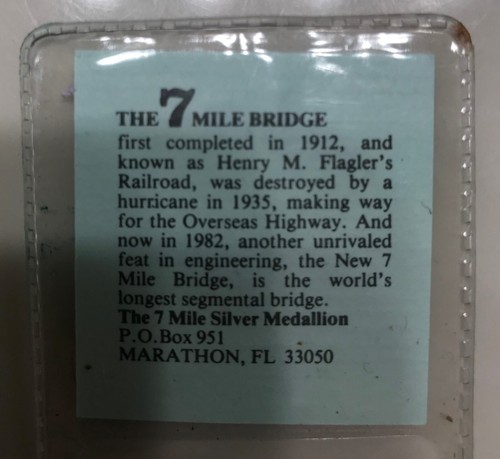 THE 7 MILE BRIDGE
first completed in 1912, and
known as Henry M. Flagler's
Railroad, was destroyed by a
hurricane in 1935, making way
for the Overseas Highway. And
now in 1982, another unrivaled
feat in engineering, the New 7
Mile Bridge, is the world's
longest segmental bridge.
The 7 Mile Silver Medallion
P.O.Box 951
MARATHON, FL 33050